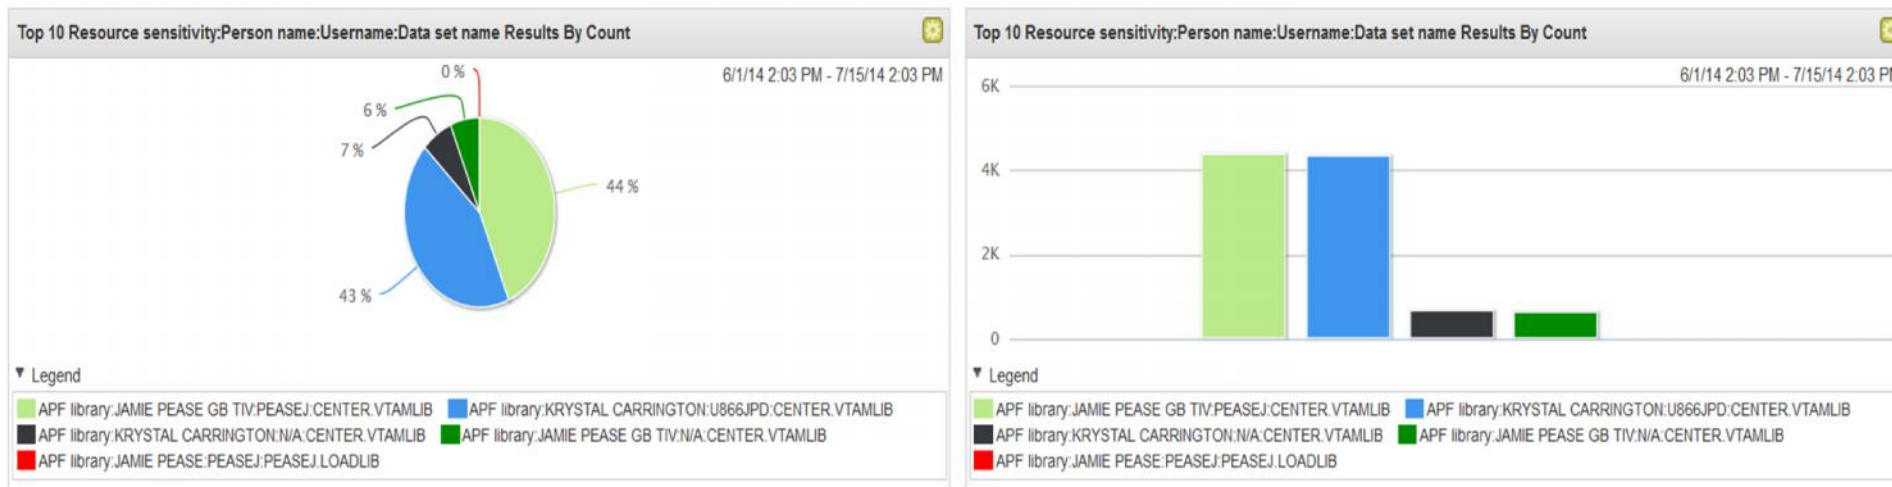 Top 10 Resource sensitivity:Person name:Username:Data set name Results By Count
6/1/14 2:03 PM - 7/15/14 2:03 PM
0 %
6 %
7 %
44 %
43 %
Legend
APF library:JAMIE PEASE GB TIV:PEASEJ:CENTER.VTAMLIB APF library:KRYSTAL CARRINGTON:U866JPD:CENTER.VTAMLIB
APF library:KRYSTAL CARRINGTON:N/A:CENTER.VTAMLIB APF library:JAMIE PEASE GB TIV:N/A:CENTER.VTAMLIB
APF library:JAMIE PEASE:PEASEJ:PEASEJ.LOADLIB
Top 10 Resource sensitivity:Person name:Username:Data set name Results By Count
6/1/14 2:03 PM - 7/15/14 2:03 PM
6K
4K
2K
0
Legend
APF library:JAMIE PEASE GB TIV:PEASEJ:CENTER.VTAMLIB APF library:KRYSTAL CARRINGTON:U866JPD:CENTER.VTAMLIB
APF library:KRYSTAL CARRINGTON:N/A:CENTER.VTAMLIB APF library:JAMIE PEASE GB TIV:N/A:CENTER.VTAMLIB
APF library:JAMIE PEASE:PEASEJ:PEASEJ.LOADLIB